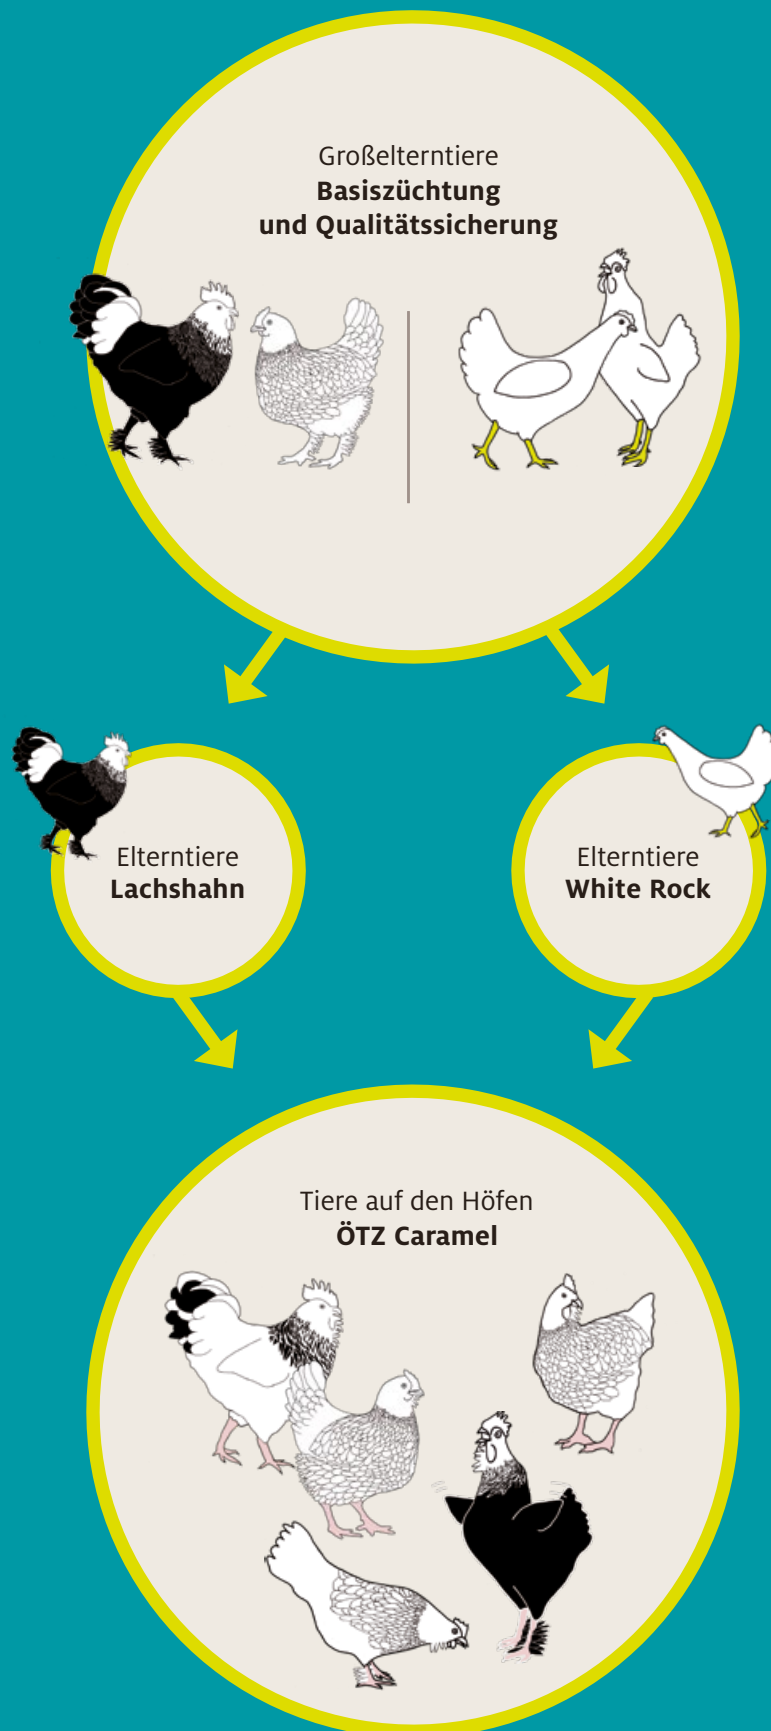 Großelterntiere
Basiszüchtung
und Qualitätssicherung
Elterntiere
Lachshahn
Elterntiere
White Rock
Tiere auf den Höfen
ÖTZ Caramel